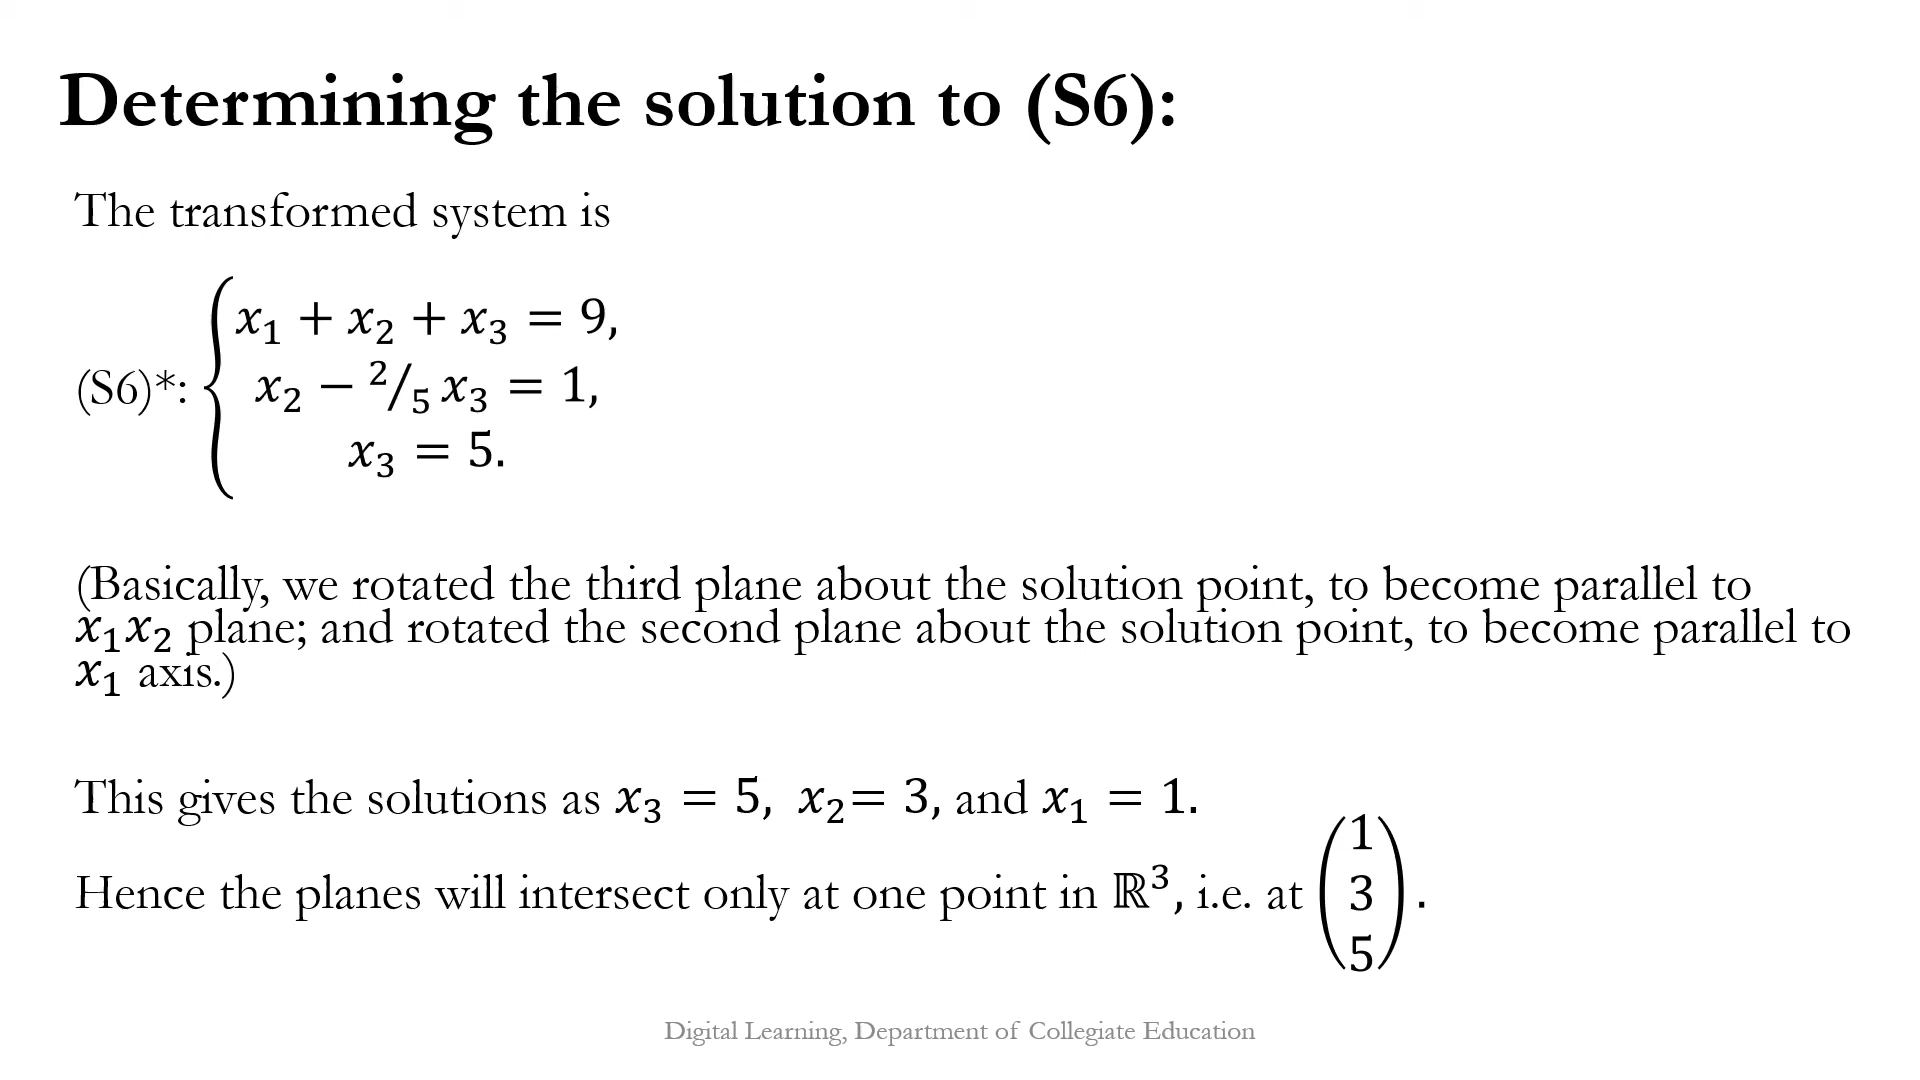 Determining the solution to (S6):
The transformed system is
x₁ + x₂ + x₃ = 9,
(S6)*: x₂ − ²/₅ x₃ = 1,
x₃ = 5.
(Basically, we rotated the third plane about the solution point, to become parallel to
x₁x₂ plane; and rotated the second plane about the solution point, to become parallel to
x₁ axis.)
This gives the solutions as x₃ = 5, x₂= 3, and x₁ = 1.
Hence the planes will intersect only at one point in ℝ³, i.e. at (1 3 5).
Digital Learning, Department of Collegiate Education